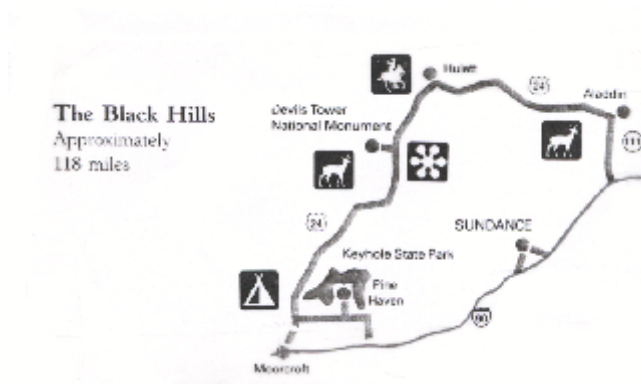 The Black Hills
Approximately
118 miles
Hulett
24
Aladdin
Devils Tower
National Monument
111
24
SUNDANCE
Keyhole State Park
Pine
Haven
90
Moorcroft